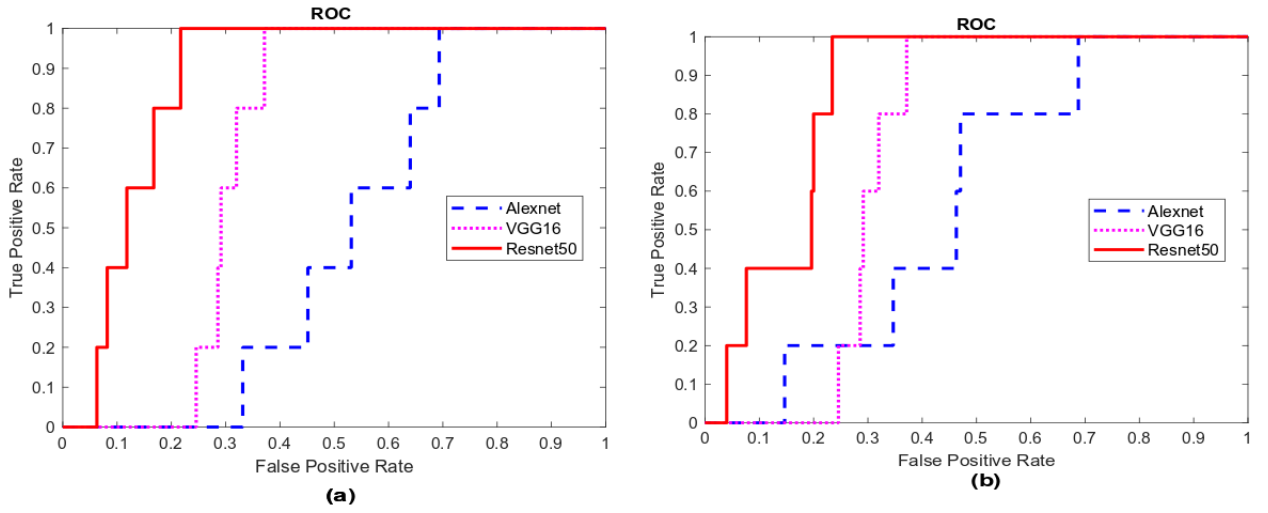 ROC
1
0.9
0.8
0.7
0.6
0.5
0.4
0.3
0.2
0.1
0
True Positive Rate
Alexnet
VGG16
Resnet50
0 0.1 0.2 0.3 0.4 0.5 0.6 0.7 0.8 0.9 1
False Positive Rate
(a)
ROC
1
0.9
0.8
0.7
0.6
0.5
0.4
0.3
0.2
0.1
0
True Positive Rate
Alexnet
VGG16
Resnet50
0 0.1 0.2 0.3 0.4 0.5 0.6 0.7 0.8 0.9 1
False Positive Rate
(b)